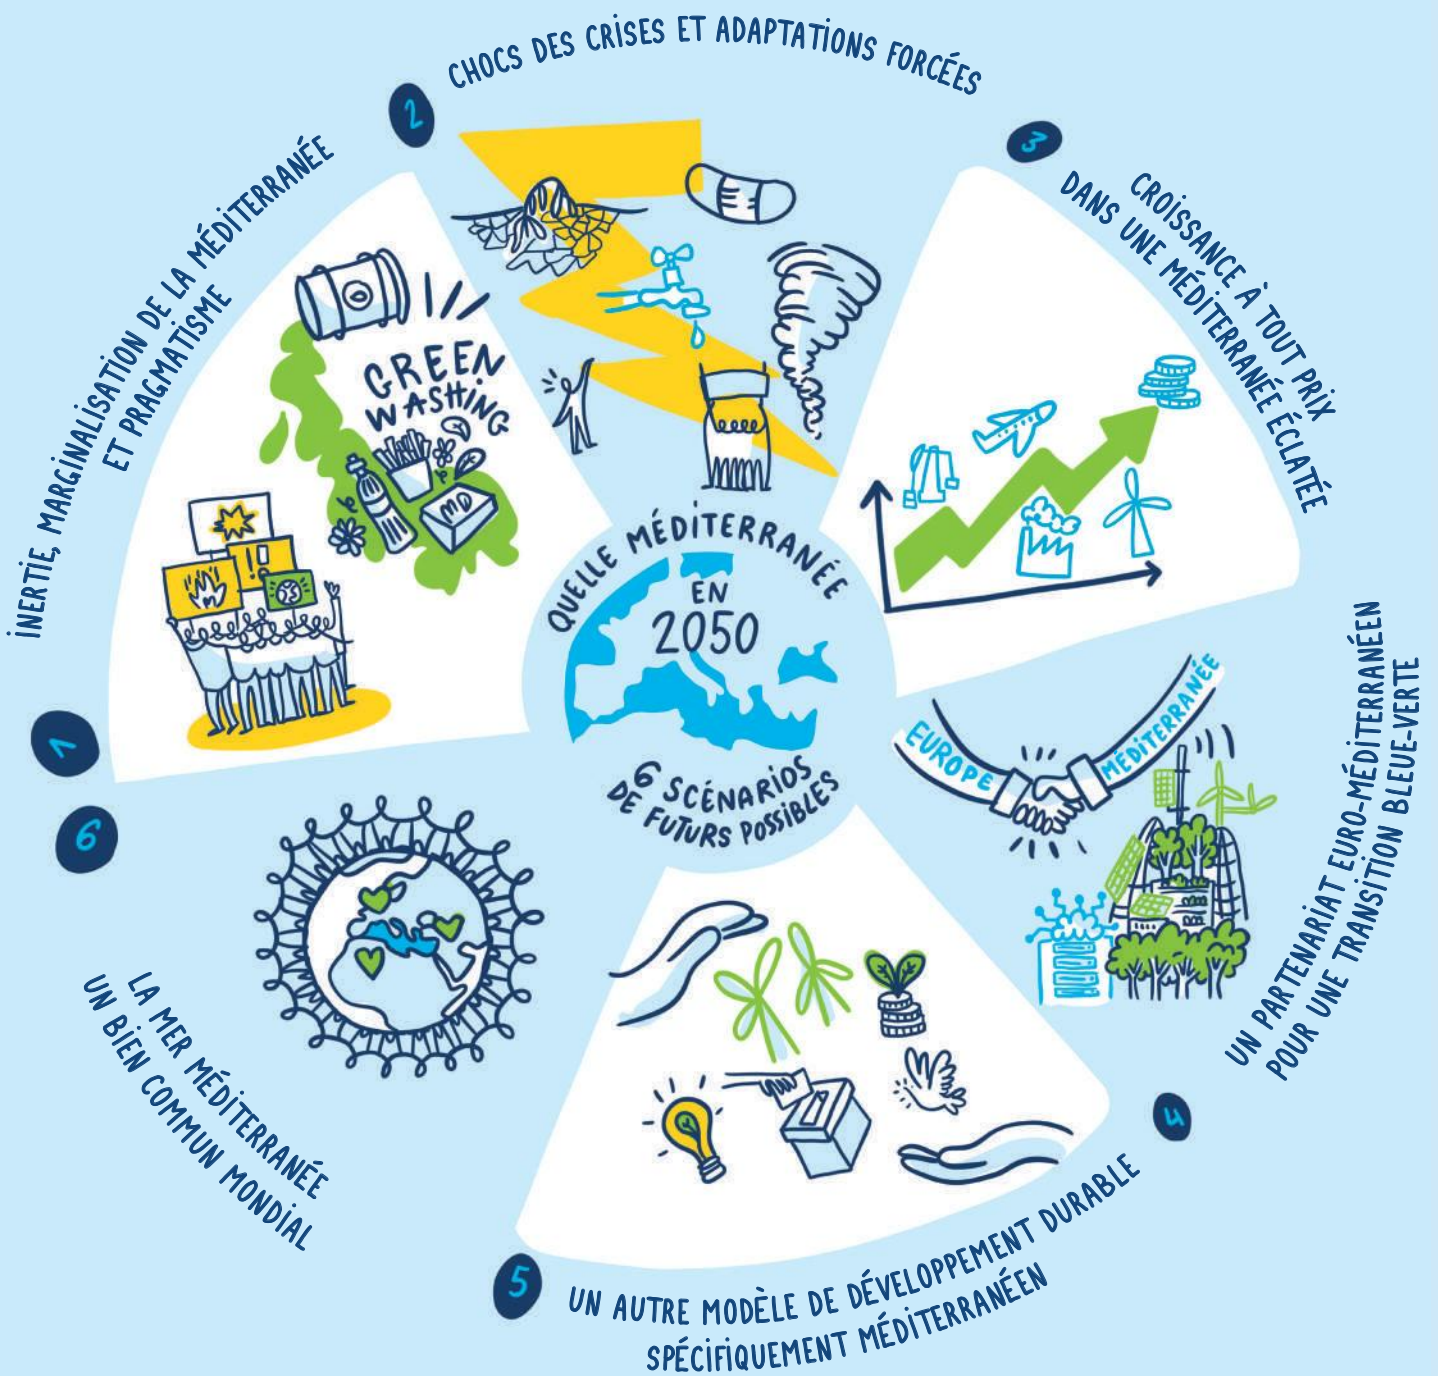 QUELLE MÉDITERRANÉE
EN
2050
6 SCÉNARIOS
DE FUTURS POSSIBLES
1
INERTIE, MARGINALISATION DE LA MÉDITERRANÉE
ET PRAGMATISME
GREEN
WASHING
MD
!
2
CHOCS DES CRISES ET ADAPTATIONS FORCÉES
3
CROISSANCE À TOUT PRIX
DANS UNE MÉDITERRANÉE ÉCLATÉE
4
UN PARTENARIAT EURO-MÉDITERRANÉEN
POUR UNE TRANSITION BLEUE-VERTE
EUROPE
MÉDITERRANÉE
5
UN AUTRE MODÈLE DE DÉVELOPPEMENT DURABLE
SPÉCIFIQUEMENT MÉDITERRANÉEN
6
LA MER MÉDITERRANÉE
UN BIEN COMMUN MONDIAL